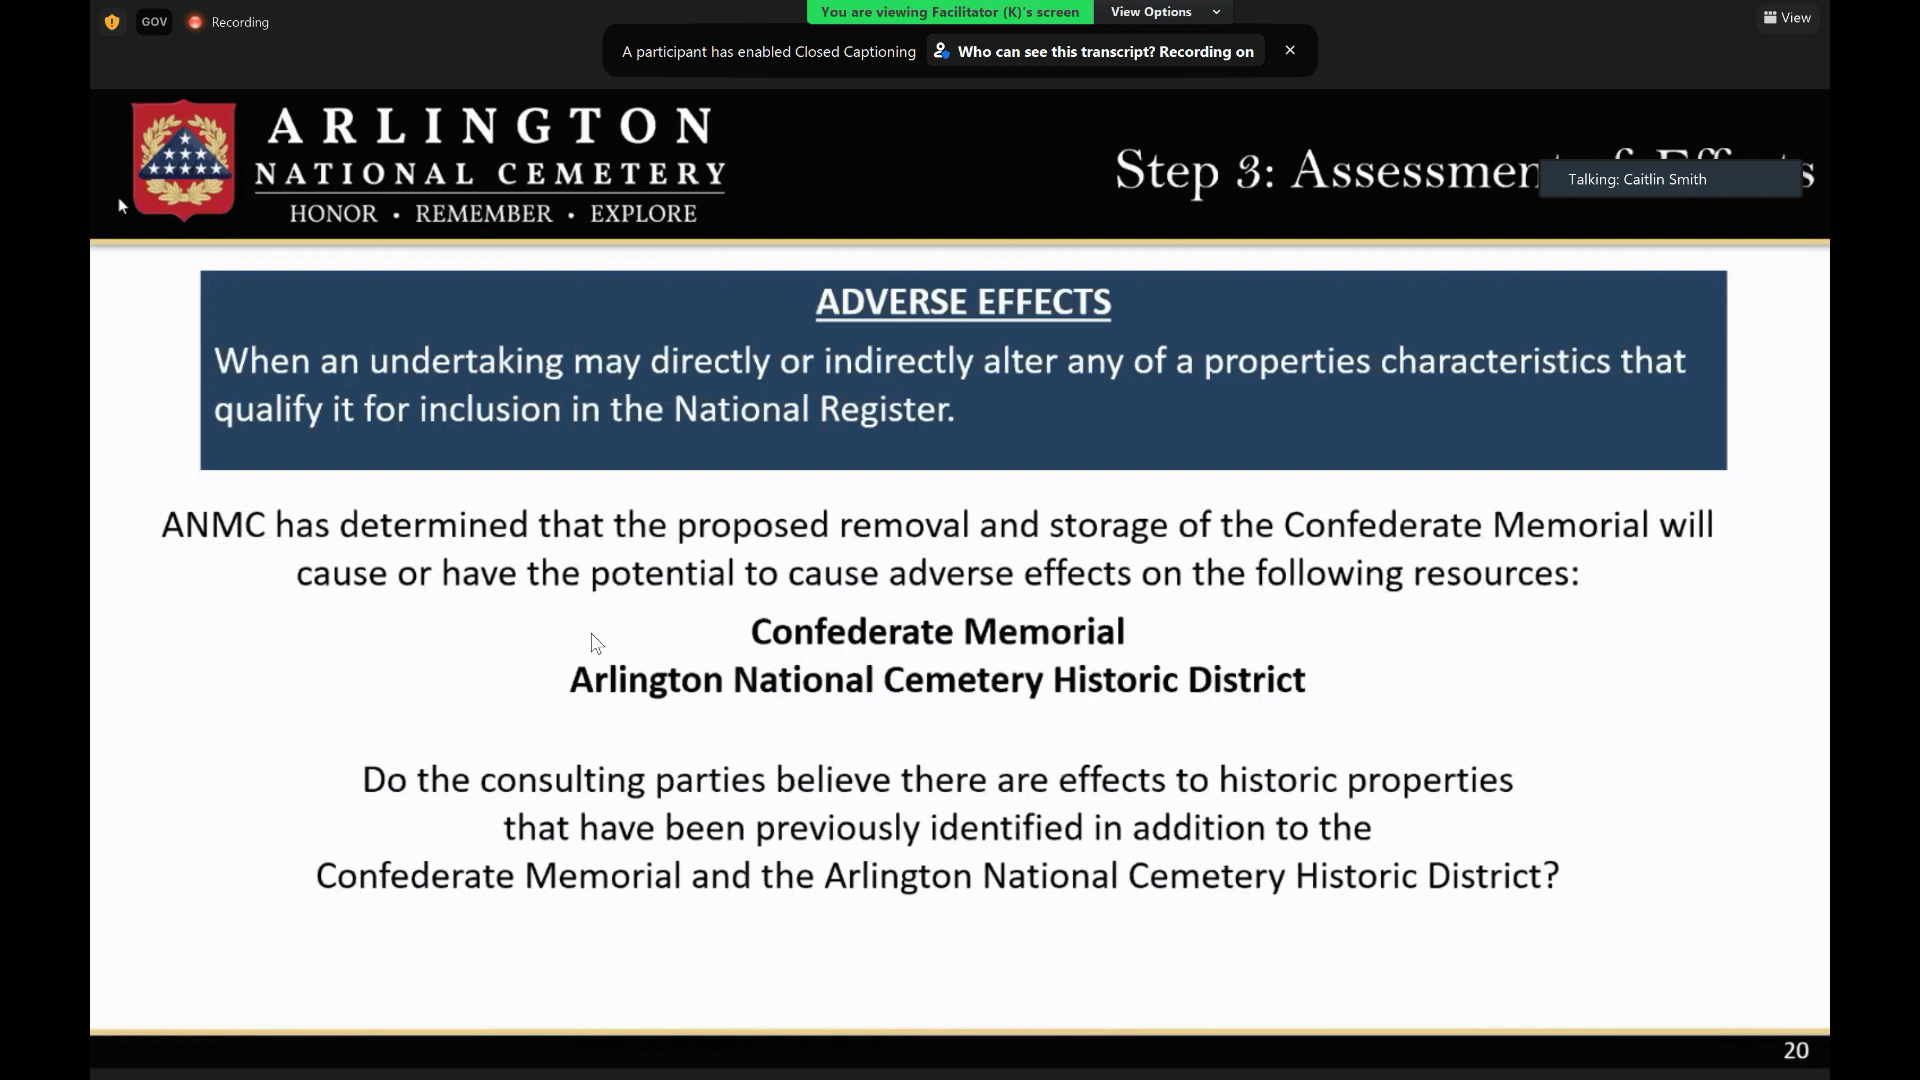 You are viewing Facilitator (K)'s screen
View Options
GOV
Recording
View
A participant has enabled Closed Captioning
Who can see this transcript? Recording on
ARLINGTON
NATIONAL CEMETERY
HONOR • REMEMBER • EXPLORE
Step 3: Assessmen
Talking: Caitlin Smith
ADVERSE EFFECTS
When an undertaking may directly or indirectly alter any of a properties characteristics that
qualify it for inclusion in the National Register.
ANMC has determined that the proposed removal and storage of the Confederate Memorial will
cause or have the potential to cause adverse effects on the following resources:
Confederate Memorial
Arlington National Cemetery Historic District
Do the consulting parties believe there are effects to historic properties
that have been previously identified in addition to the
Confederate Memorial and the Arlington National Cemetery Historic District?
20